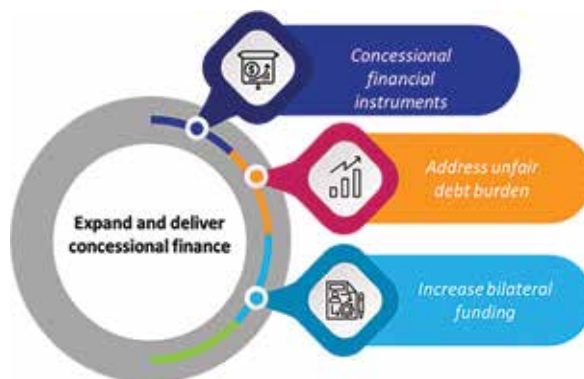 Concessional
financial
instruments
Address unfair
debt burden
Expand and deliver
concessional finance
Increase bilateral
funding